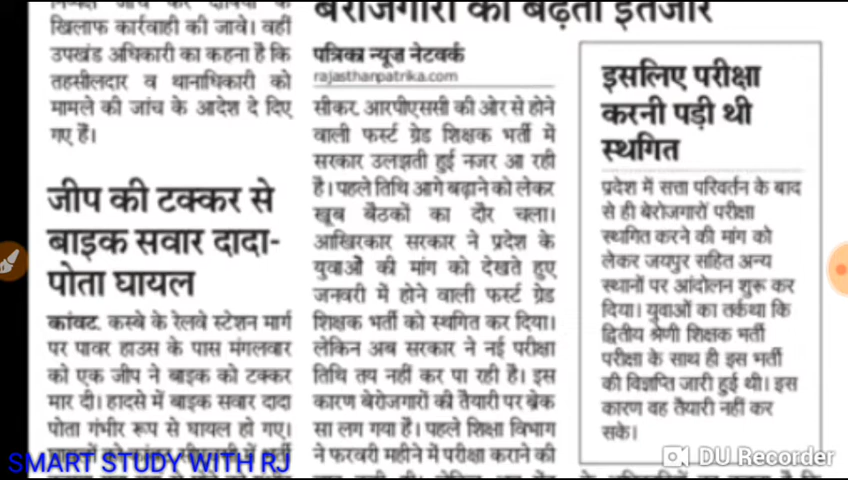 खिलाफ कार्रवाई की जावे। वहीं
उपखंड अधिकारी का कहना है कि
तहसीलदार व थानाधिकारी को
मामले की जांच के आदेश दे दिए
गए हैं।
जीप की टक्कर से
बाइक सवार दादा-
पोता घायल
कांवट. कस्बे के रेलवे स्टेशन मार्ग
पर पावर हाउस के पास मंगलवार
को एक जीप ने बाइक को टक्कर
मार दी। हादसे में बाइक सवार दादा
पोता गंभीर रूप से घायल हो गए।
बेरोजगारों का बढ़ता इंतजार
पत्रिका न्यूज नेटवर्क
rajasthanpatrika.com
सीकर. आरपीएससी की ओर से होने
वाली फर्स्ट ग्रेड शिक्षक भर्ती में
सरकार उलझती हुई नजर आ रही
है। पहले तिथि आगे बढ़ाने को लेकर
खूब बैठकों का दौर चला।
आखिरकार सरकार ने प्रदेश के
युवाओं की मांग को देखते हुए
जनवरी में होने वाली फर्स्ट ग्रेड
शिक्षक भर्ती को स्थगित कर दिया।
लेकिन अब सरकार ने नई परीक्षा
तिथि तय नहीं कर पा रही है। इस
कारण बेरोजगारों की तैयारी पर ब्रेक
सा लग गया है। पहले शिक्षा विभाग
ने फरवरी महीने में परीक्षा कराने की
इसलिए परीक्षा
करनी पड़ी थी
स्थगित
प्रदेश में सत्ता परिवर्तन के बाद
से ही बेरोजगारों परीक्षा
स्थगित करने की मांग को
लेकर जयपुर सहित अन्य
स्थानों पर आंदोलन शुरू कर
दिया। युवाओं का तर्कथा कि
द्वितीय श्रेणी शिक्षक भर्ती
परीक्षा के साथ ही इस भर्ती
की विज्ञप्ति जारी हुई थी। इस
कारण वह तैयारी नहीं कर
सके।
SMART STUDY WITH RJ
DU Recorder